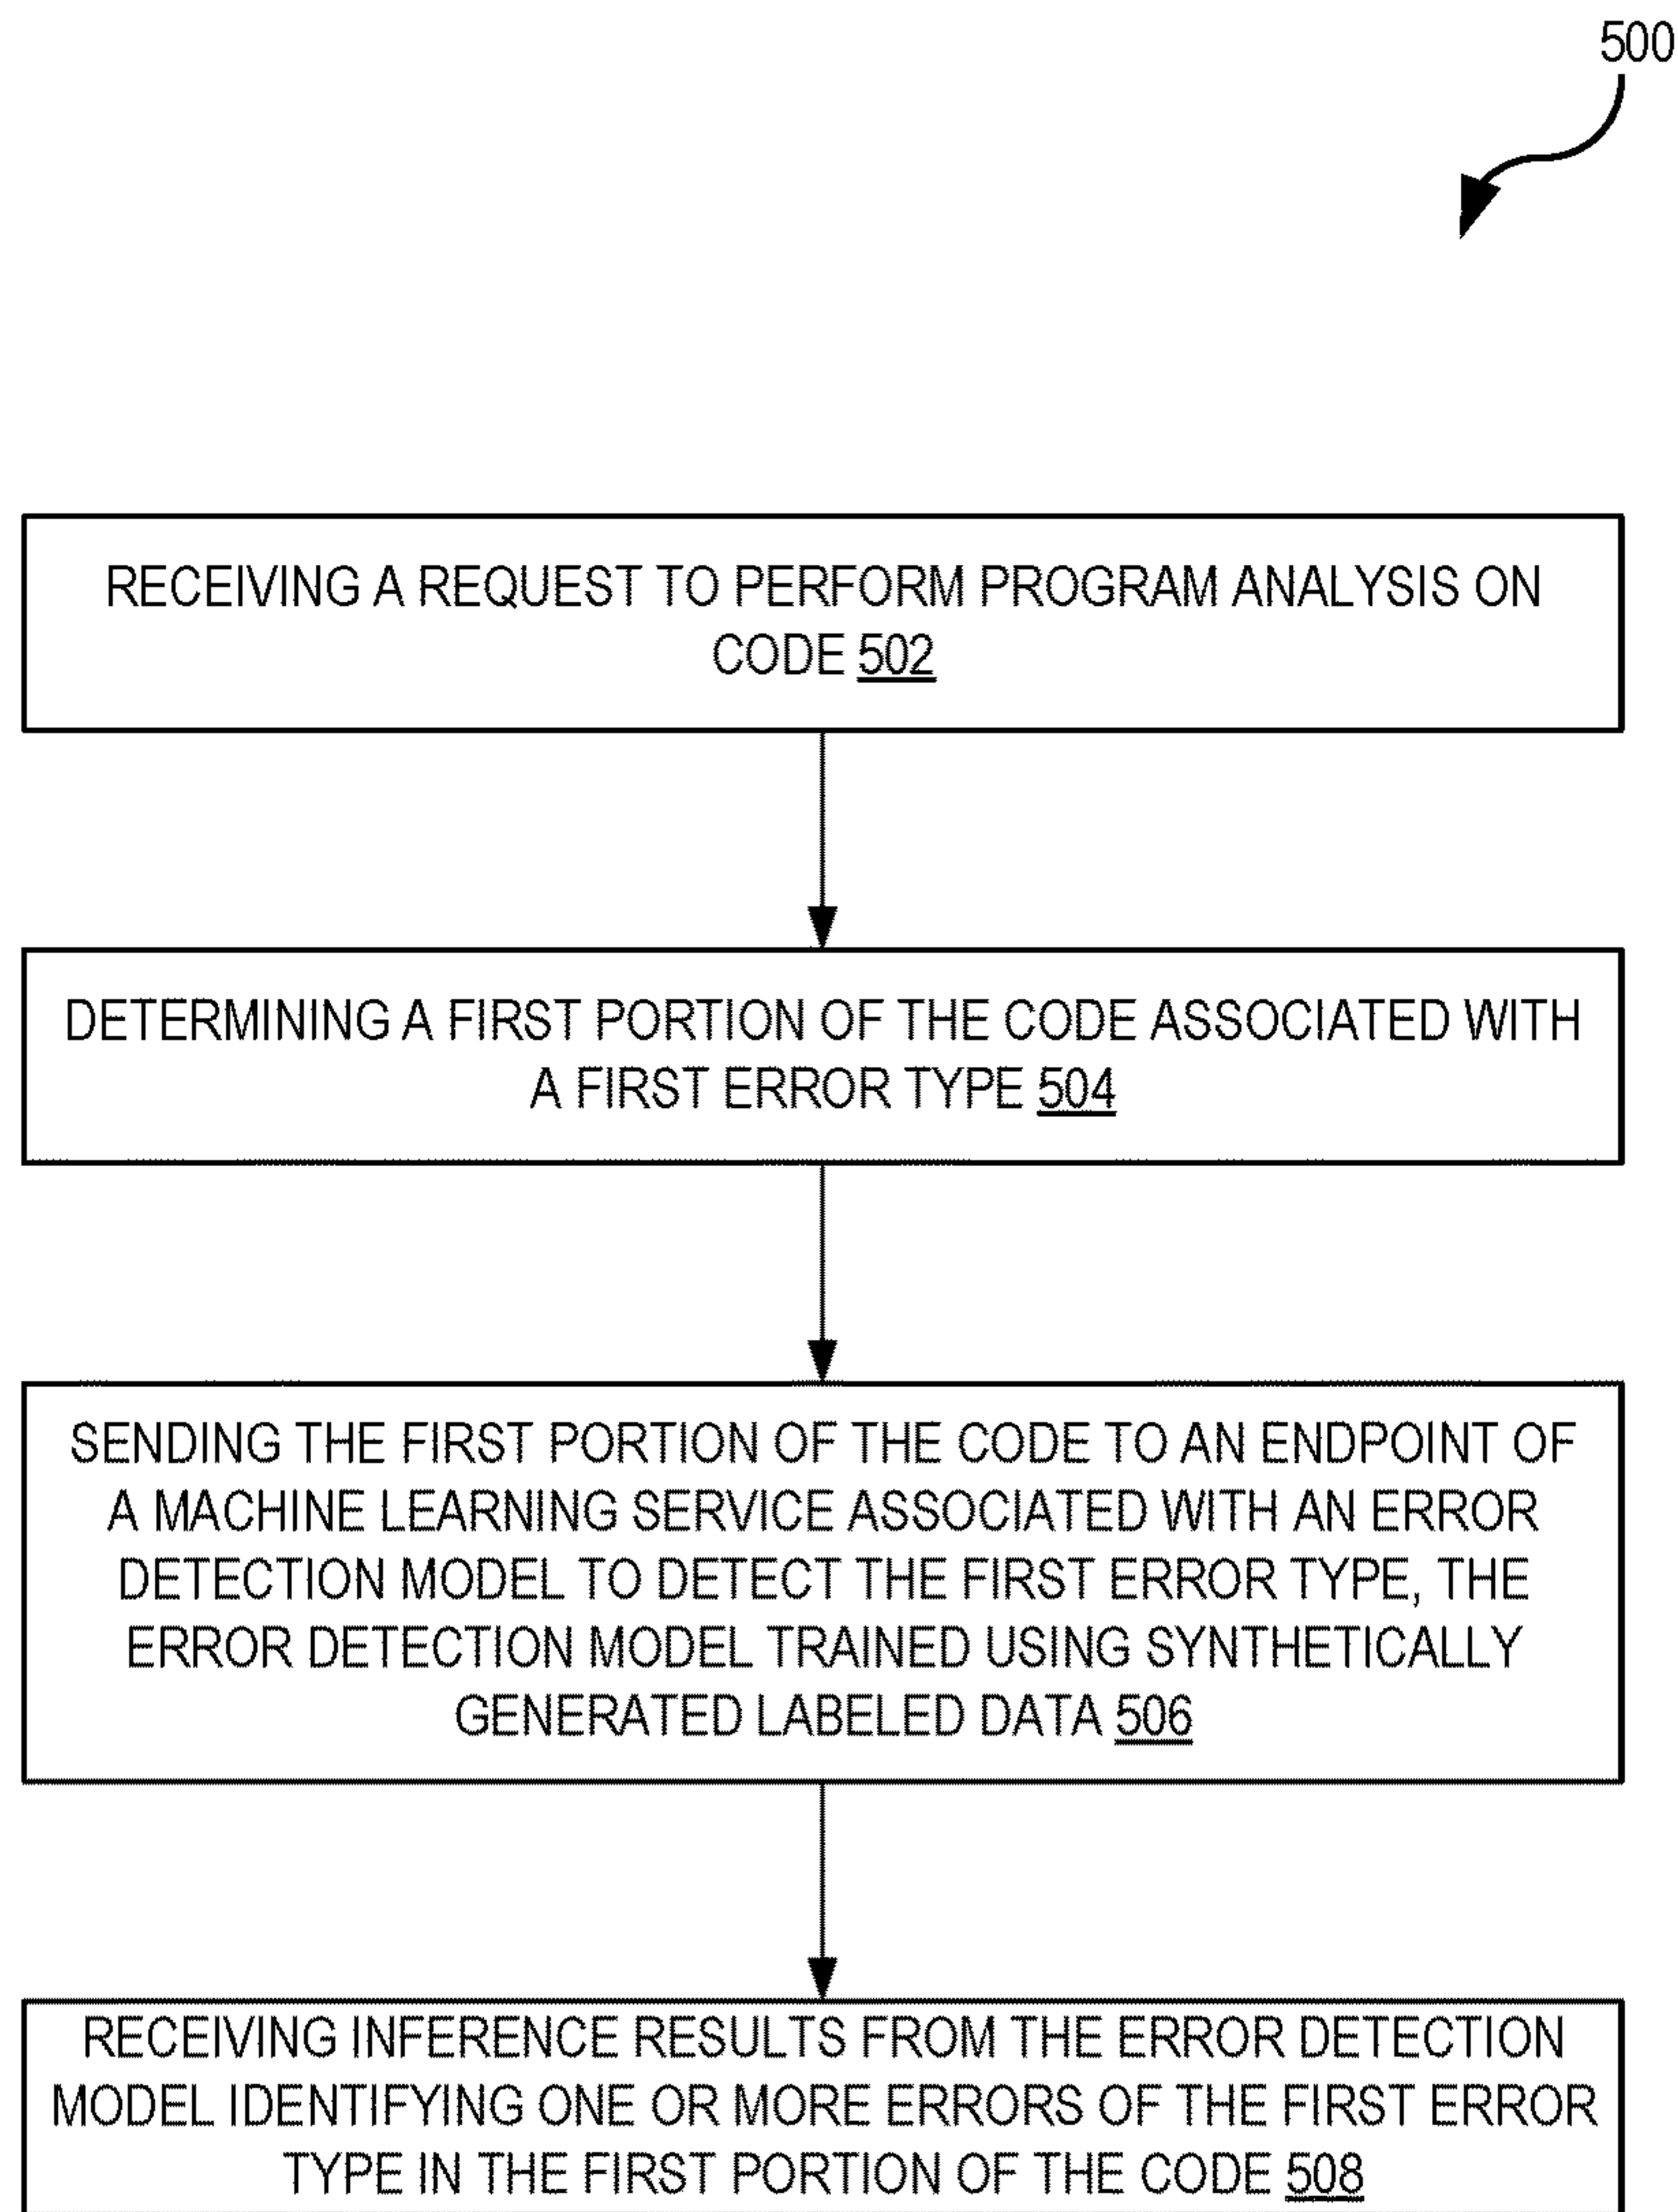 500
RECEIVING A REQUEST TO PERFORM PROGRAM ANALYSIS ON
CODE 502
DETERMINING A FIRST PORTION OF THE CODE ASSOCIATED WITH
A FIRST ERROR TYPE 504
SENDING THE FIRST PORTION OF THE CODE TO AN ENDPOINT OF
A MACHINE LEARNING SERVICE ASSOCIATED WITH AN ERROR
DETECTION MODEL TO DETECT THE FIRST ERROR TYPE, THE
ERROR DETECTION MODEL TRAINED USING SYNTHETICALLY
GENERATED LABELED DATA 506
RECEIVING INFERENCE RESULTS FROM THE ERROR DETECTION
MODEL IDENTIFYING ONE OR MORE ERRORS OF THE FIRST ERROR
TYPE IN THE FIRST PORTION OF THE CODE 508